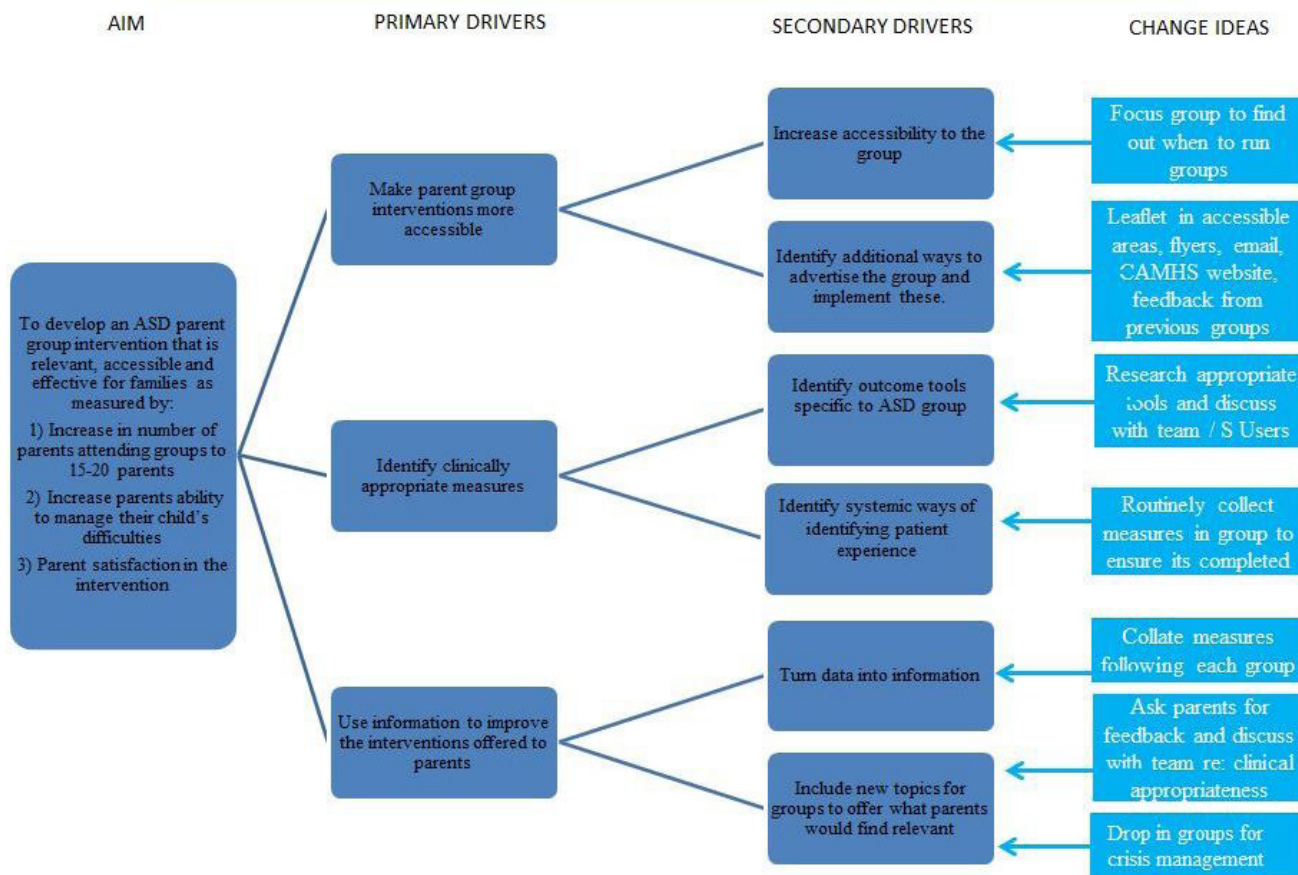 AIM
PRIMARY DRIVERS
SECONDARY DRIVERS
CHANGE IDEAS
To develop an ASD parent
group intervention that is
relevant, accessible and
effective for families as
measured by:
1) Increase in number of
parents attending groups to
15-20 parents
2) Increase parents ability
to manage their child's
difficulties
3) Parent satisfaction in the
intervention
Make parent group
interventions more
accessible
Identify clinically
appropriate measures
Use information to improve
the interventions offered to
parents
Increase accessibility to the
group
Identify additional ways to
advertise the group and
implement these.
Identify outcome tools
specific to ASD group
Identify systemic ways of
identifying patient
experience
Turn data into information
Include new topics for
groups to offer what parents
would find relevant
Focus group to find
out when to run
groups
Leaflet in accessible
areas, flyers, email,
CAMHS website,
feedback from
previous groups
Research appropriate
tools and discuss
with team / S Users
Routinely collect
measures in group to
ensure its completed
Collate measures
following each group
Ask parents for
feedback and discuss
with team re: clinical
appropriateness
Drop in groups for
crisis management